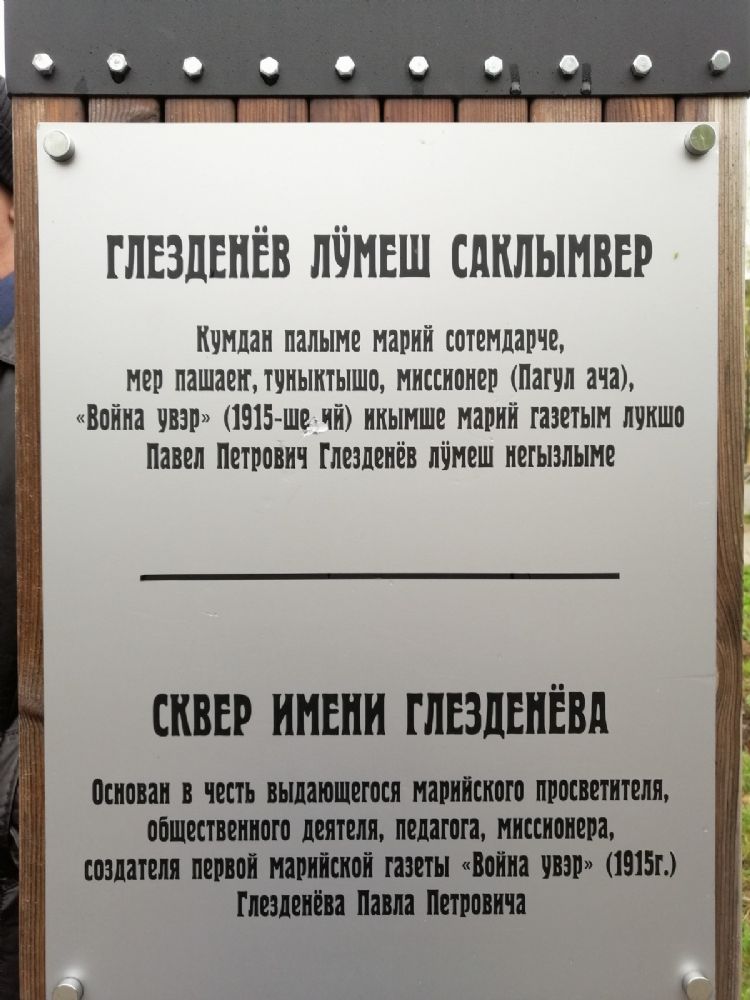 ГЛЕЗДЕНЁВ ЛӰМЕШ САКЛЫМВЕР
Кумдан палыме марий сотемдарче,
мер пашаеҥ, туныктышо, миссионер (Пагул ача),
«Война увэр» (1915-ше ий) икымше марий газетым лукшо
Павел Петрович Глезденёв лӱмеш негызлыме
СКВЕР ИМЕНИ ГЛЕЗДЕНЁВА
Основан в честь выдающегося марийского просветителя,
общественного деятеля, педагога, миссионера,
создателя первой марийской газеты «Война увэр» (1915г.)
Глезденёва Павла Петровича